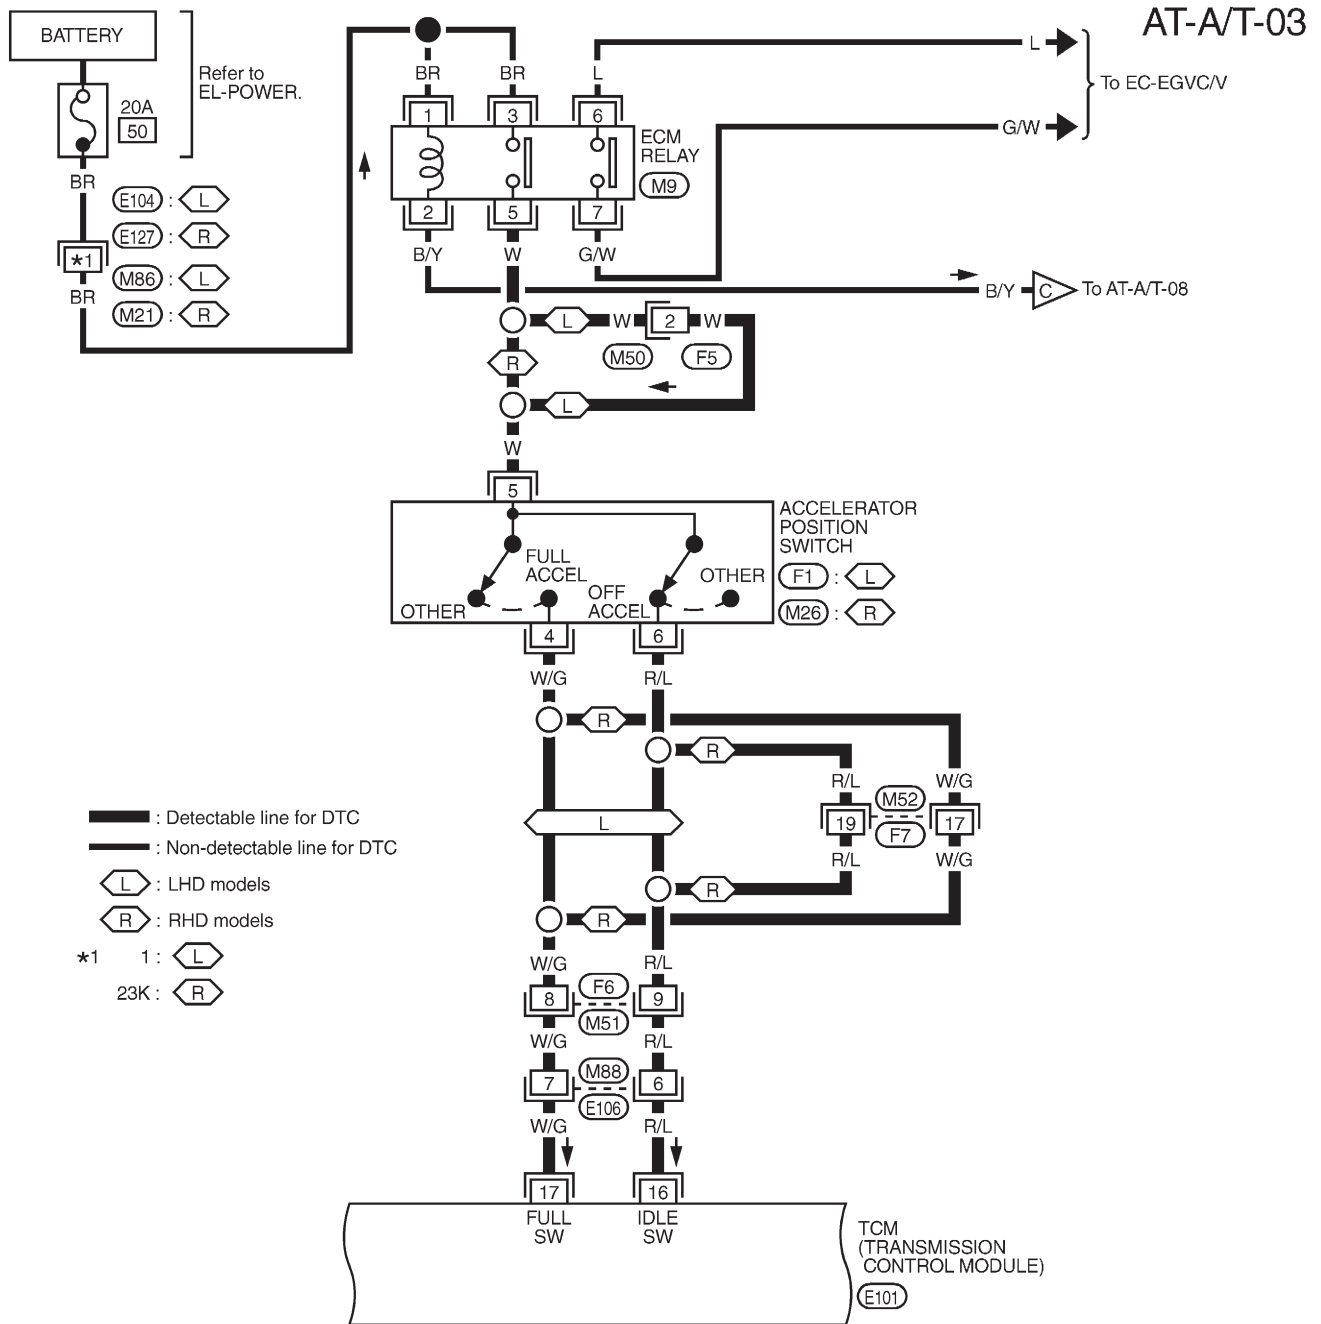 AT-A/T-03
BATTERY
Refer to
EL-POWER.
20A
50
BR
E104 : L
E127 : R
*1
M86 : L
BR
M21 : R
BR
BR
L
1
3
6
ECM
RELAY
M9
2
5
7
B/Y
W
G/W
L
To EC-EGVC/V
G/W
B/Y
C
To AT-A/T-08
L
W
2
W
M50
F5
R
L
W
5
ACCELERATOR
POSITION
SWITCH
F1 : L
M26 : R
FULL
ACCEL
OTHER
OFF
ACCEL
OTHER
4
6
W/G
R/L
R
R
R/L
W/G
M52
19
17
F7
R/L
W/G
L
R
R
: Detectable line for DTC
: Non-detectable line for DTC
L : LHD models
R : RHD models
*1 1 : L
23K : R
W/G
R/L
8
F6
9
M51
W/G
R/L
7
M88
6
E106
W/G
R/L
17
16
FULL
SW
IDLE
SW
TCM
(TRANSMISSION
CONTROL MODULE)
E101